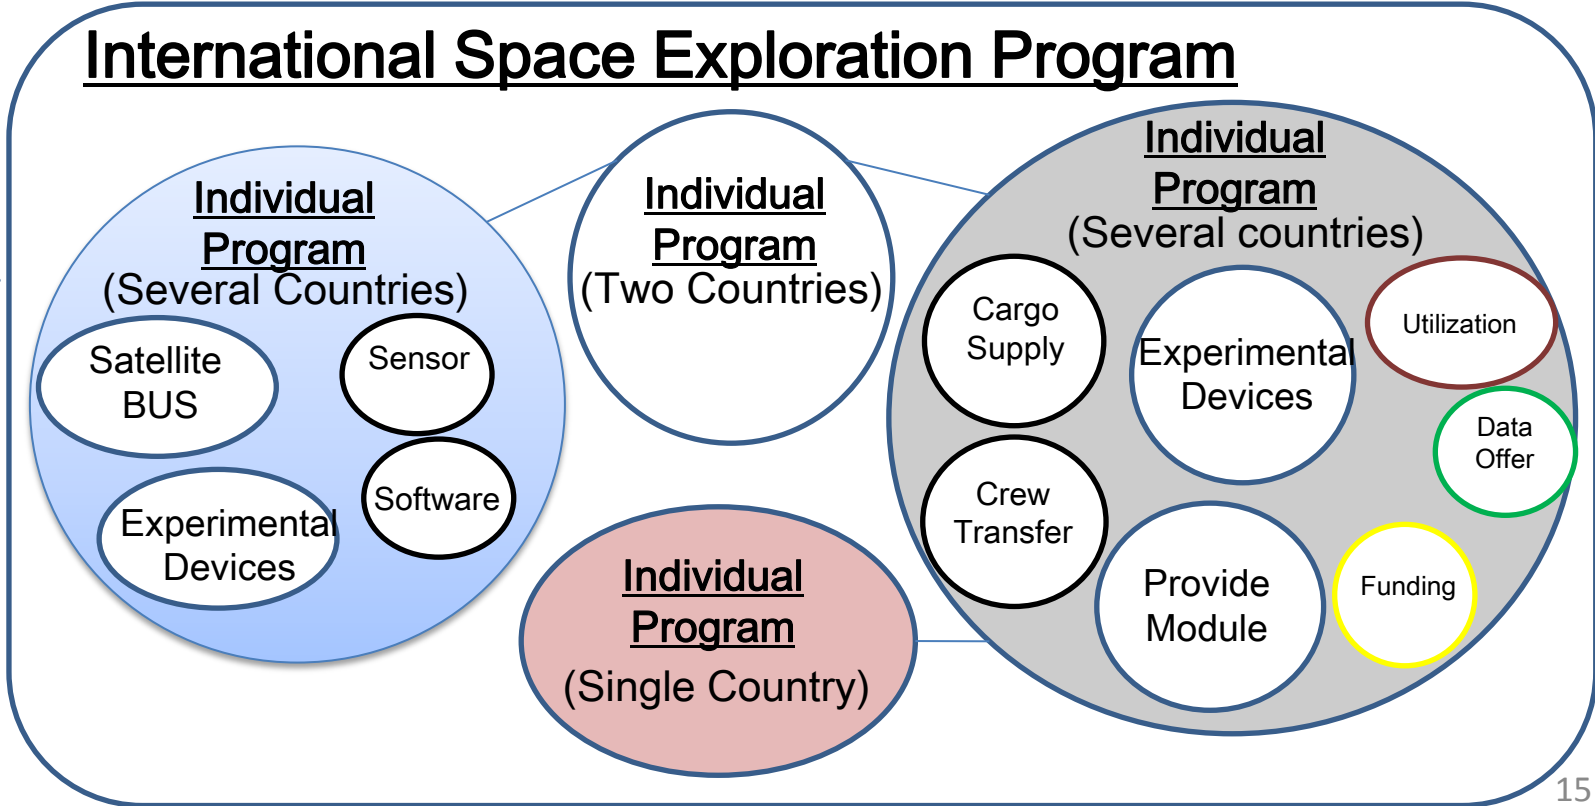 International Space Exploration Program
Individual
Program
(Several Countries)
Satellite
BUS
Sensor
Software
Experimental
Devices
Individual
Program
(Two Countries)
Individual
Program
(Single Country)
Individual
Program
(Several countries)
Cargo
Supply
Experimental
Devices
Utilization
Data
Offer
Crew
Transfer
Provide
Module
Funding
15